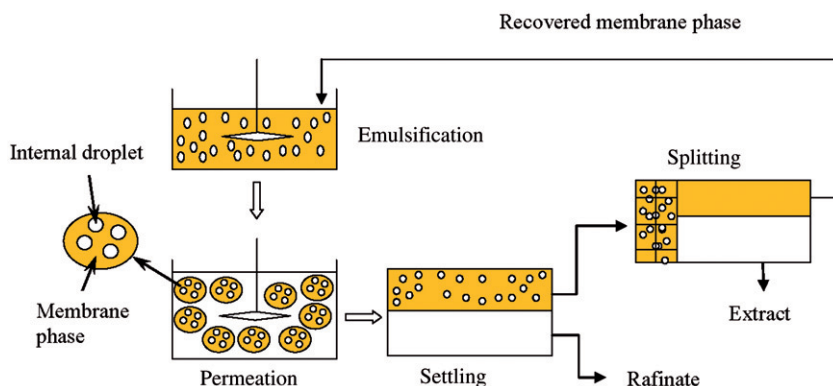 Recovered membrane phase
Emulsification
Internal droplet
Splitting
Membrane
phase
Extract
Permeation
Settling
Rafinate